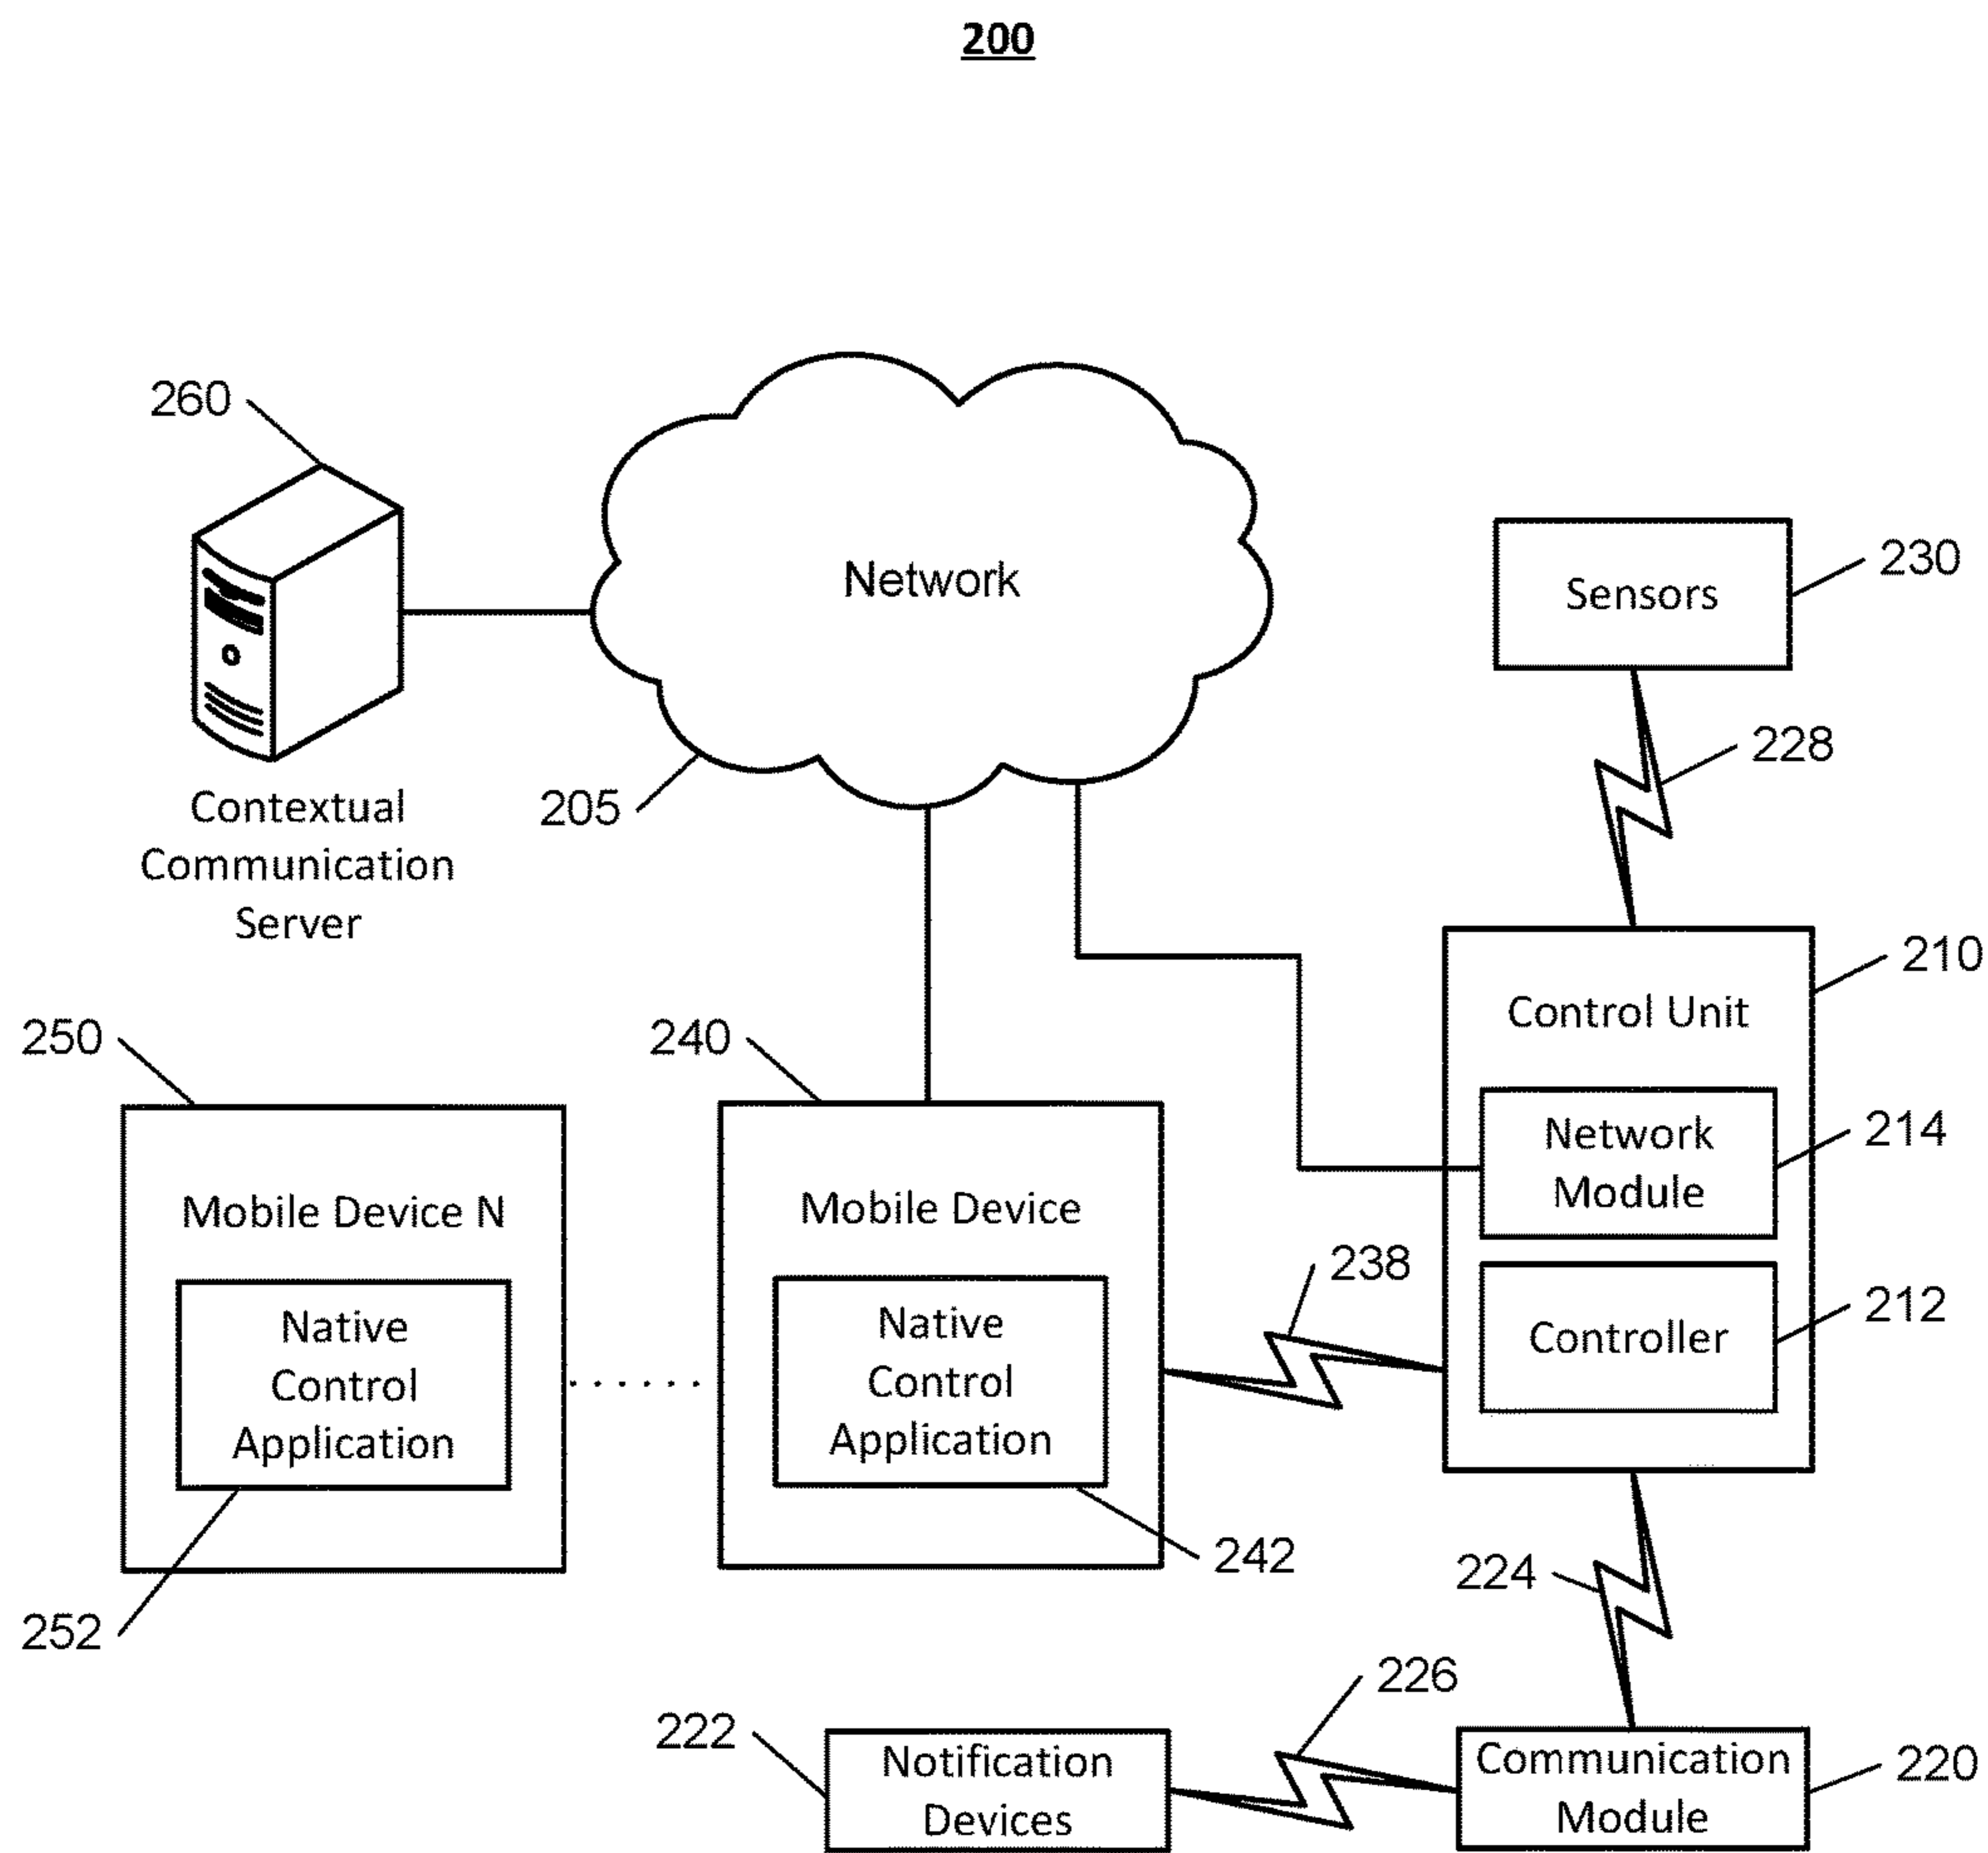 200
260
Network
230
Sensors
228
Contextual
Communication
Server
205
210
Control Unit
250
240
Network
Module
214
Mobile Device N
Mobile Device
238
Native
Control
Application
Native
Control
Application
Controller
212
252
242
224
226
222
Notification
Devices
Communication
Module
220